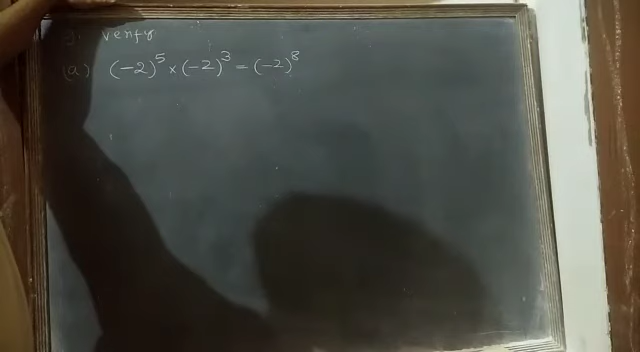 3. Verify
(a) (-2)⁵ × (-2)³ = (-2)⁸